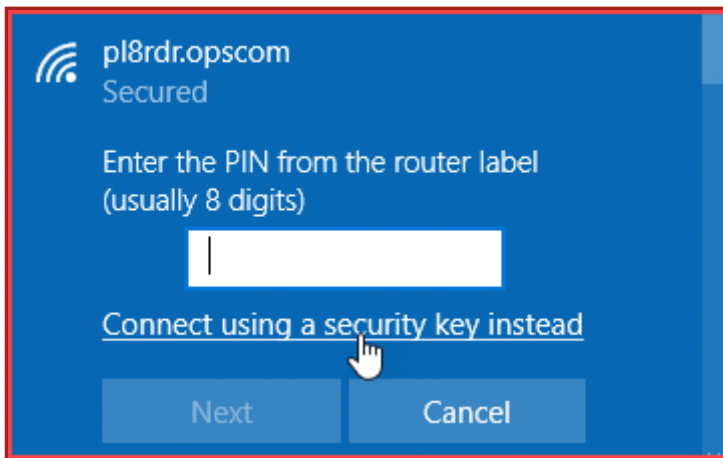 pl8rdr.opscom
Secured
Enter the PIN from the router label
(usually 8 digits)
Connect using a security key instead
Next
Cancel